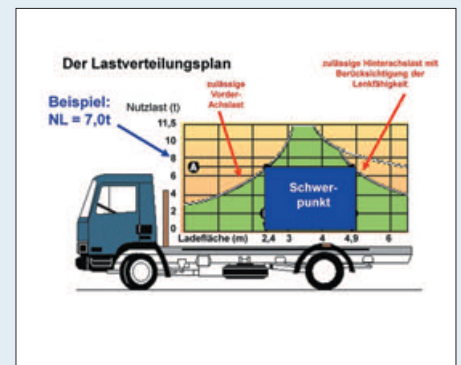 Der Lastverteilungsplan
zulässige
Vorder-
Achslast
zulässige Hinterachslast mit
Berücksichtigung der
Lenkfähigkeit
Beispiel:
NL = 7,0t
Nutzlast (t)
11,5
10
8
6
4
2
0
A
Schwer-
punkt
Ladefläche (m)
2,4 3 4 4,9 6